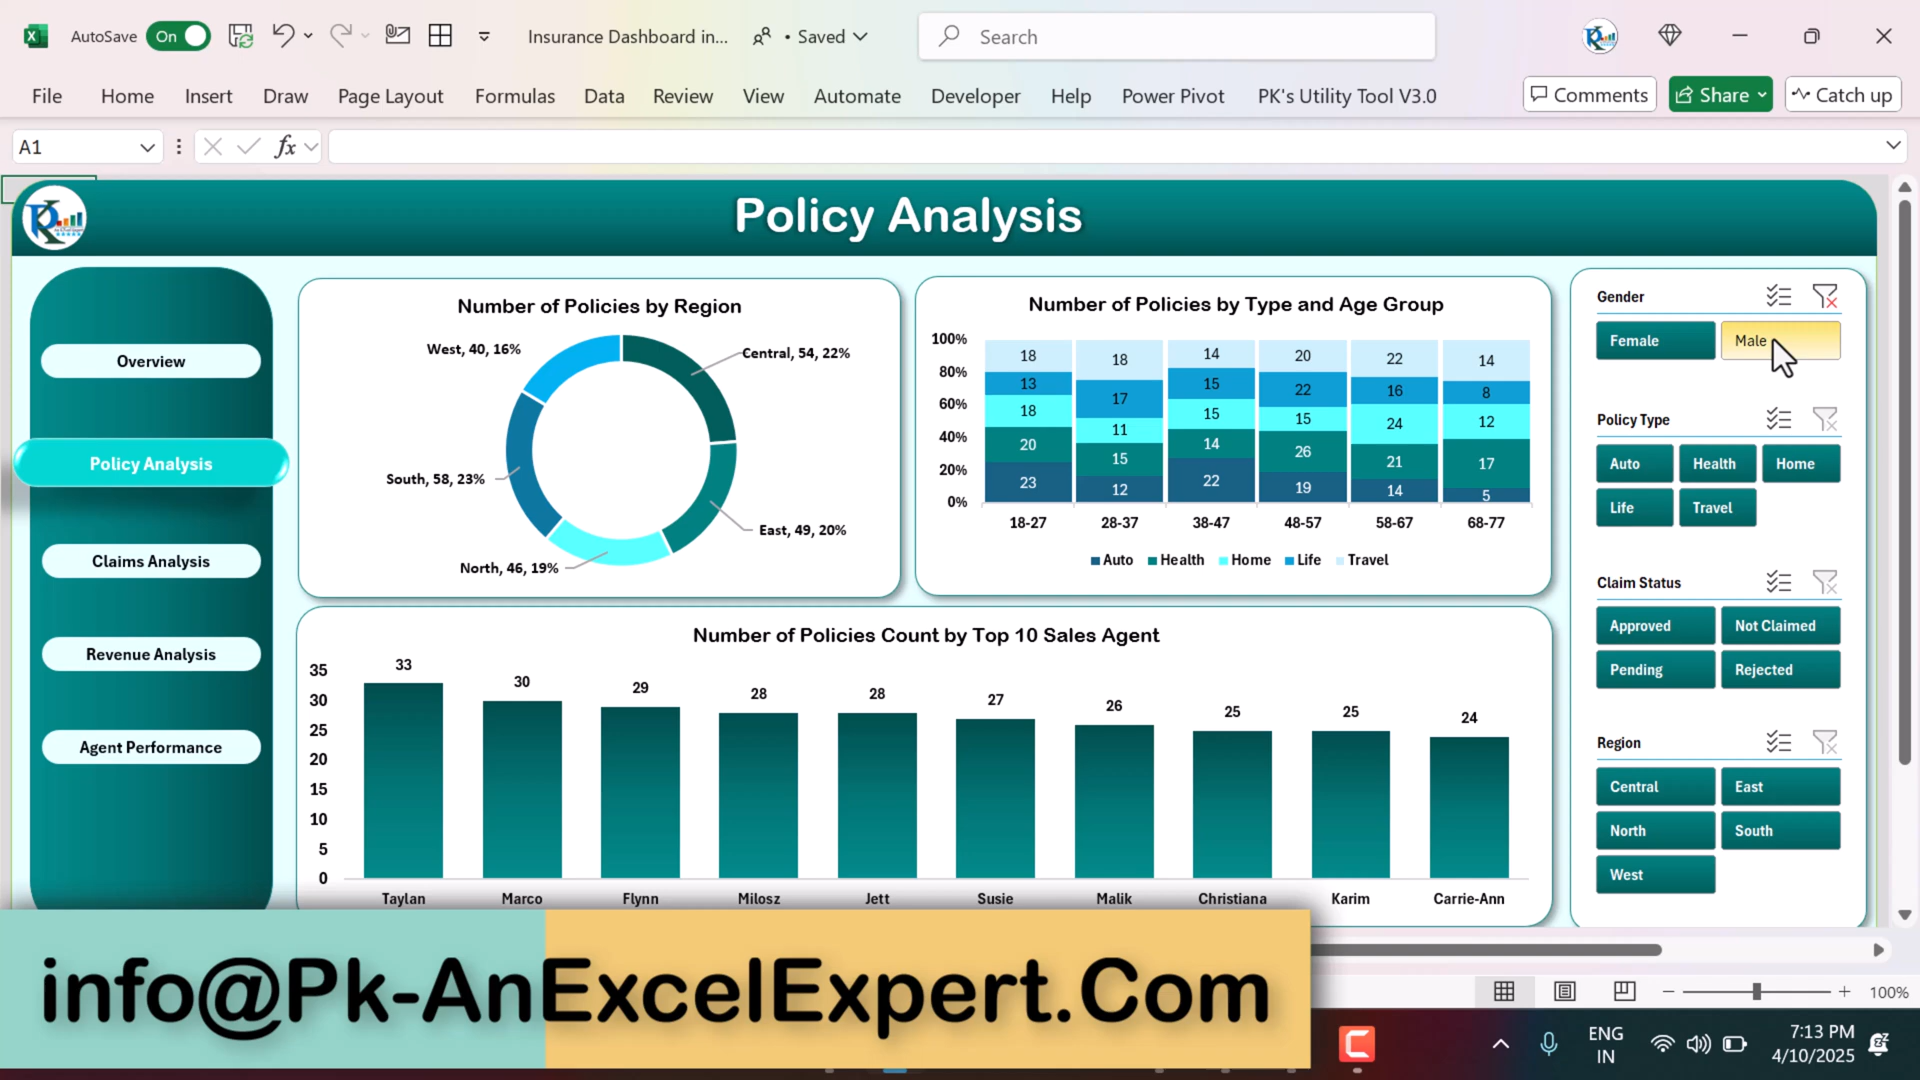 AutoSave On
Insurance Dashboard in... • Saved
Search
File Home Insert Draw Page Layout Formulas Data Review View Automate Developer Help Power Pivot PK's Utility Tool V3.0
Comments Share Catch up
A1
fx
Policy Analysis
Overview
Policy Analysis
Claims Analysis
Revenue Analysis
Agent Performance
Number of Policies by Region
West, 40, 16%
Central, 54, 22%
South, 58, 23%
East, 49, 20%
North, 46, 19%
Number of Policies by Type and Age Group
100%
80%
60%
40%
20%
0%
18 18 14 20 22 14
13 17 15 22 16 8
18 11 15 15 24 12
20 15 14 26 21 17
23 12 22 19 14 5
18-27 28-37 38-47 48-57 58-67 68-77
Auto Health Home Life Travel
Number of Policies Count by Top 10 Sales Agent
35
30
25
20
15
10
5
0
33 30 29 28 28 27 26 25 25 24
Taylan Marco Flynn Milosz Jett Susie Malik Christiana Karim Carrie-Ann
Gender
Female Male
Policy Type
Auto Health Home
Life Travel
Claim Status
Approved Not Claimed
Pending Rejected
Region
Central East
North South
West
info@Pk-AnExcelExpert.Com
100%
ENG
IN
7:13 PM
4/10/2025